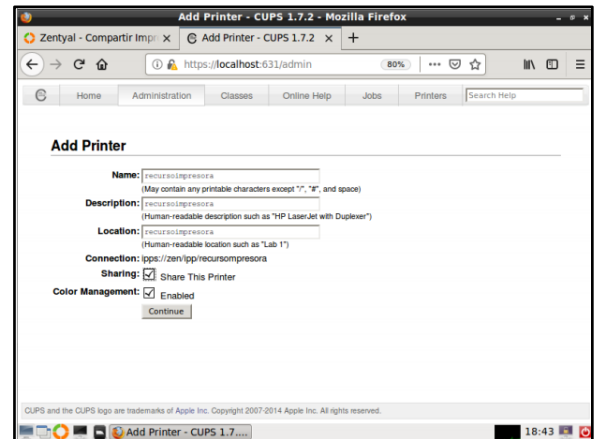 Add Printer - CUPS 1.7.2 - Mozilla Firefox
Zentyal - Compartir Impr
Add Printer - CUPS 1.7.2
https://localhost:631/admin
80%
Home Administration Classes Online Help Jobs Printers Search Help
Add Printer
Name: recursoimpresora
(May contain any printable characters except "/", "#", and space)
Description: recursoimpresora
(Human-readable description such as "HP LaserJet with Duplexer")
Location: recursoimpresora
(Human-readable location such as "Lab 1")
Connection: ipps://zen/ipp/recursompresora
Sharing: Share This Printer
Color Management: Enabled
Continue
CUPS and the CUPS logo are trademarks of Apple Inc. Copyright 2007-2014 Apple Inc. All rights reserved.
Add Printer - CUPS 1.7....
18:43